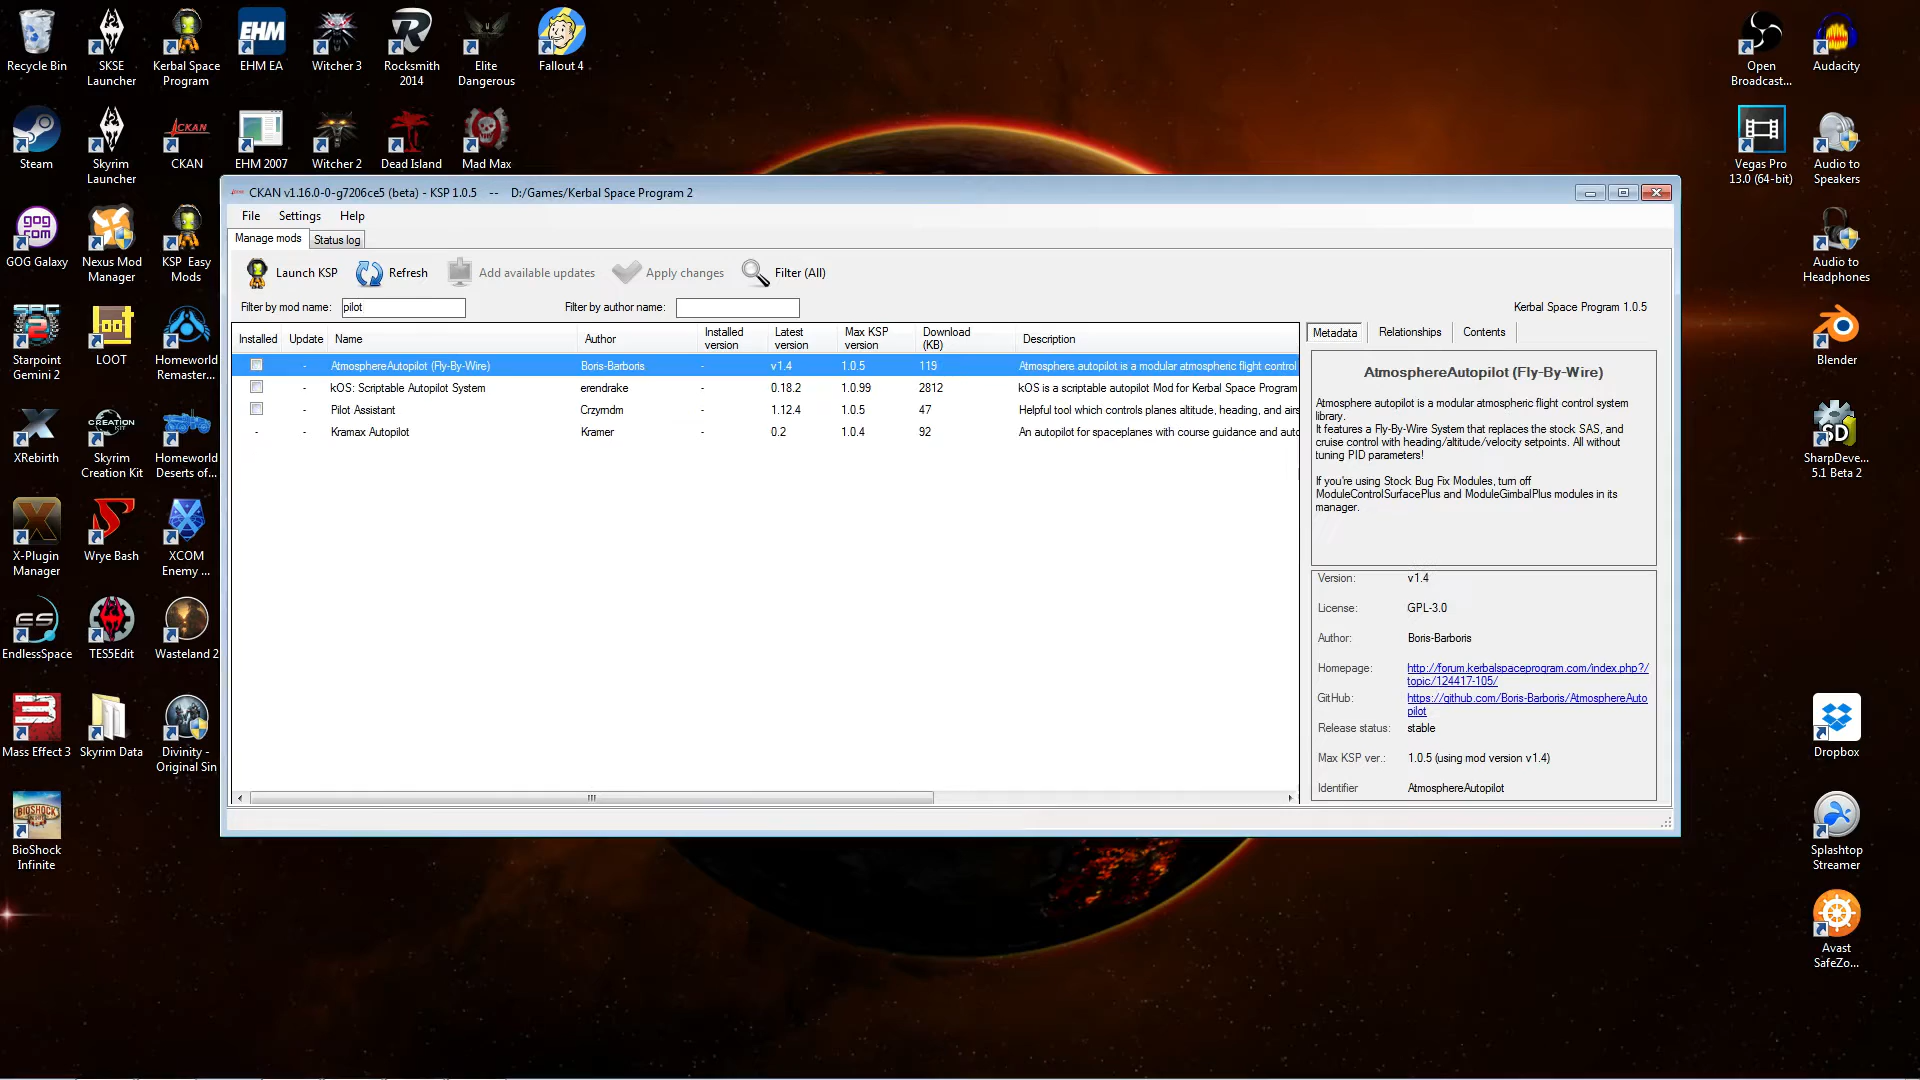 Recycle Bin
SKSE
Launcher
Kerbal Space
Program
EHM
EHM EA
Witcher 3
Rocksmith
2014
Elite
Dangerous
Fallout 4
Open
Broadcast...
Audacity
Steam
Skyrim
Launcher
CKAN
CKAN
EHM 2007
Witcher 2
Dead Island
Mad Max
Vegas Pro
13.0 (64-bit)
Audio to
Speakers
gog
com
GOG Galaxy
Nexus Mod
Manager
KSP Easy
Mods
Audio to
Headphones
SPC
2
Starpoint
Gemini 2
loot
LOOT
Homeworld
Remaster...
Blender
XRebirth
CREATION
KIT
Skyrim
Creation Kit
Homeworld
Deserts of...
SD
SharpDeve...
5.1 Beta 2
X-Plugin
Manager
Wrye Bash
XCOM
Enemy ...
ES
EndlessSpace
TES5Edit
Wasteland 2
3
Mass Effect 3
Skyrim Data
Divinity -
Original Sin
Dropbox
BIOSHOCK
INFINITE
BioShock
Infinite
Splashtop
Streamer
Avast
SafeZo...
CKAN v1.16.0-0-g7206ce5 (beta) - KSP 1.0.5 -- D:/Games/Kerbal Space Program 2
File Settings Help
Manage mods Status log
Launch KSP Refresh Add available updates Apply changes Filter (All)
Filter by mod name: pilot Filter by author name: Kerbal Space Program 1.0.5
Installed Update Name Author Installed version Latest version Max KSP version Download (KB) Description
- AtmosphereAutopilot (Fly-By-Wire) Boris-Barboris - v1.4 1.0.5 119 Atmosphere autopilot is a modular atmospheric flight control
- kOS: Scriptable Autopilot System erendrake - 0.18.2 1.0.99 2812 kOS is a scriptable autopilot Mod for Kerbal Space Program
- Pilot Assistant Crzymdm - 1.12.4 1.0.5 47 Helpful tool which controls planes altitude, heading, and airs
- - Kramax Autopilot Kramer - 0.2 1.0.4 92 An autopilot for spaceplanes with course guidance and auto
Metadata Relationships Contents
AtmosphereAutopilot (Fly-By-Wire)
Atmosphere autopilot is a modular atmospheric flight control system
library.
It features a Fly-By-Wire System that replaces the stock SAS, and
cruise control with heading/altitude/velocity setpoints. All without
tuning PID parameters!
If you're using Stock Bug Fix Modules, turn off
ModuleControlSurfacePlus and ModuleGimbalPlus modules in its
manager.
Version: v1.4
License: GPL-3.0
Author: Boris-Barboris
Homepage: http://forum.kerbalspaceprogram.com/index.php?/
topic/124417-105/
GitHub: https://github.com/Boris-Barboris/AtmosphereAuto
pilot
Release status: stable
Max KSP ver.: 1.0.5 (using mod version v1.4)
Identifier AtmosphereAutopilot